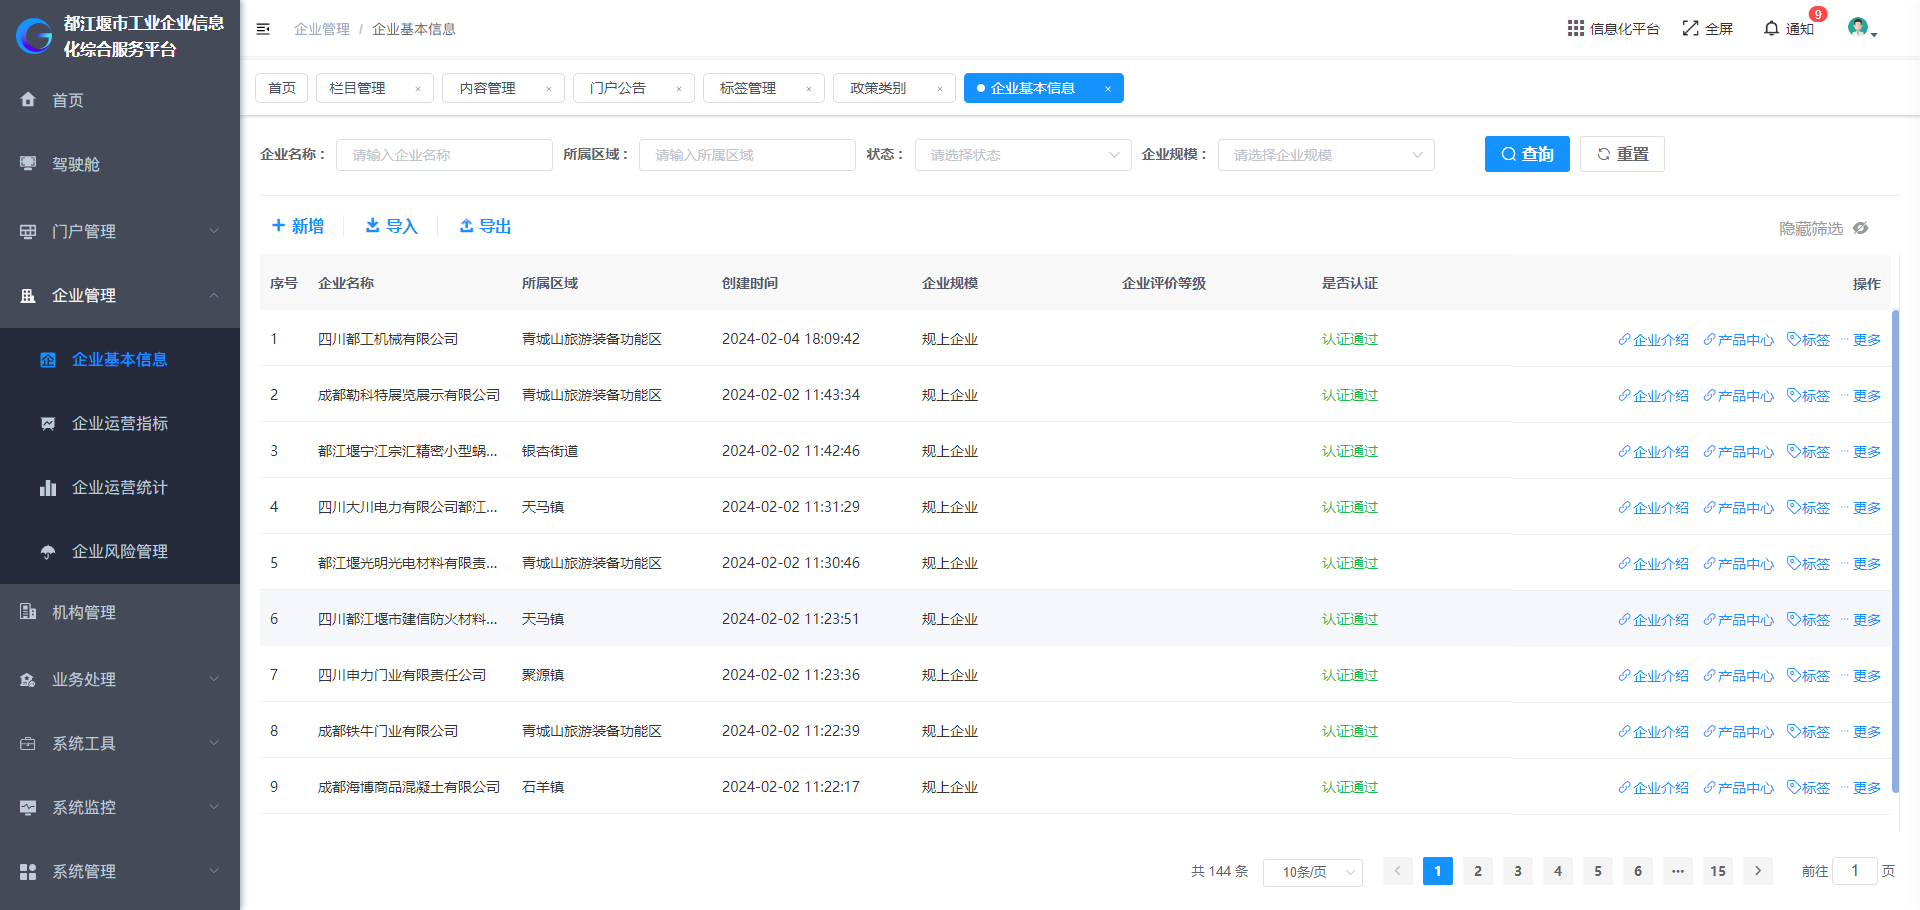 都江堰市工业企业信息
化综合服务平台
首页
驾驶舱
门户管理
企业管理
企业基本信息
企业运营指标
企业运营统计
企业风险管理
机构管理
业务处理
系统工具
系统监控
系统管理
企业管理 / 企业基本信息
信息化平台 全屏 通知 9
首页 栏目管理 × 内容管理 × 门户公告 × 标签管理 × 政策类别 × 企业基本信息 ×
企业名称： 请输入企业名称 所属区域： 请输入所属区域 状态： 请选择状态 企业规模： 请选择企业规模 查询 重置
新增 导入 导出 隐藏筛选
序号 企业名称 所属区域 创建时间 企业规模 企业评价等级 是否认证 操作
1 四川都工机械有限公司 青城山旅游装备功能区 2024-02-04 18:09:42 规上企业 认证通过 企业介绍 产品中心 标签 ··· 更多
2 成都勒科特展览展示有限公司 青城山旅游装备功能区 2024-02-02 11:43:34 规上企业 认证通过 企业介绍 产品中心 标签 ··· 更多
3 都江堰宁江宗汇精密小型蜗... 银杏街道 2024-02-02 11:42:46 规上企业 认证通过 企业介绍 产品中心 标签 ··· 更多
4 四川大川电力有限公司都江... 天马镇 2024-02-02 11:31:29 规上企业 认证通过 企业介绍 产品中心 标签 ··· 更多
5 都江堰光明光电材料有限责... 青城山旅游装备功能区 2024-02-02 11:30:46 规上企业 认证通过 企业介绍 产品中心 标签 ··· 更多
6 四川都江堰市建信防火材料... 天马镇 2024-02-02 11:23:51 规上企业 认证通过 企业介绍 产品中心 标签 ··· 更多
7 四川申力门业有限责任公司 聚源镇 2024-02-02 11:23:36 规上企业 认证通过 企业介绍 产品中心 标签 ··· 更多
8 成都铁牛门业有限公司 青城山旅游装备功能区 2024-02-02 11:22:39 规上企业 认证通过 企业介绍 产品中心 标签 ··· 更多
9 成都海博商品混凝土有限公司 石羊镇 2024-02-02 11:22:17 规上企业 认证通过 企业介绍 产品中心 标签 ··· 更多
共 144 条 10条/页 1 2 3 4 5 6 ··· 15 前往 1 页